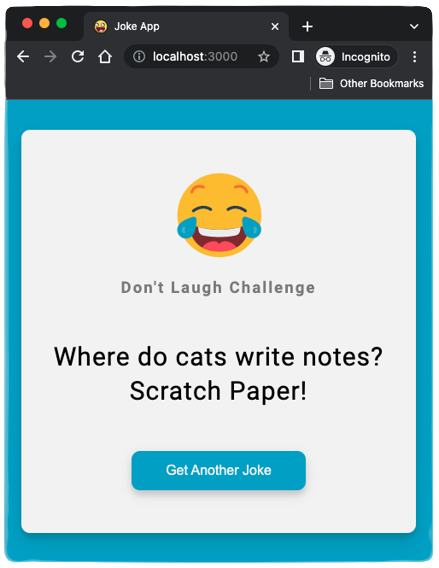 Joke App
localhost:3000
Incognito
Other Bookmarks
Don't Laugh Challenge
Where do cats write notes?
Scratch Paper!
Get Another Joke